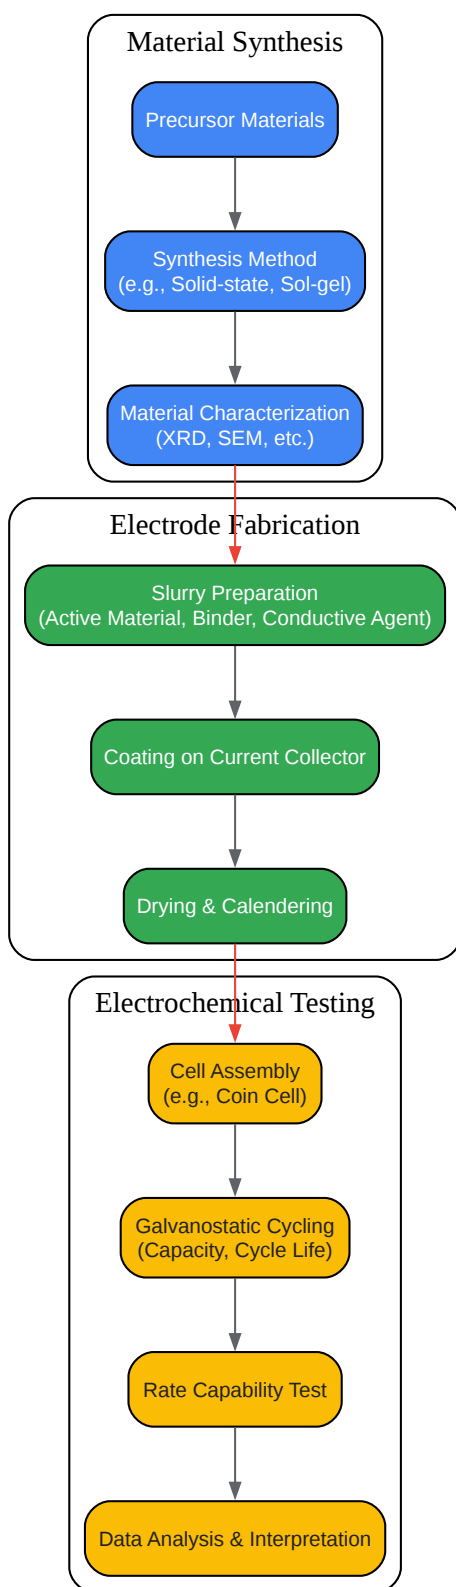 Material Synthesis
Precursor Materials
Synthesis Method
(e.g., Solid-state, Sol-gel)
Material Characterization
(XRD, SEM, etc.)
Electrode Fabrication
Slurry Preparation
(Active Material, Binder, Conductive Agent)
Coating on Current Collector
Drying & Calendering
Electrochemical Testing
Cell Assembly
(e.g., Coin Cell)
Galvanostatic Cycling
(Capacity, Cycle Life)
Rate Capability Test
Data Analysis & Interpretation